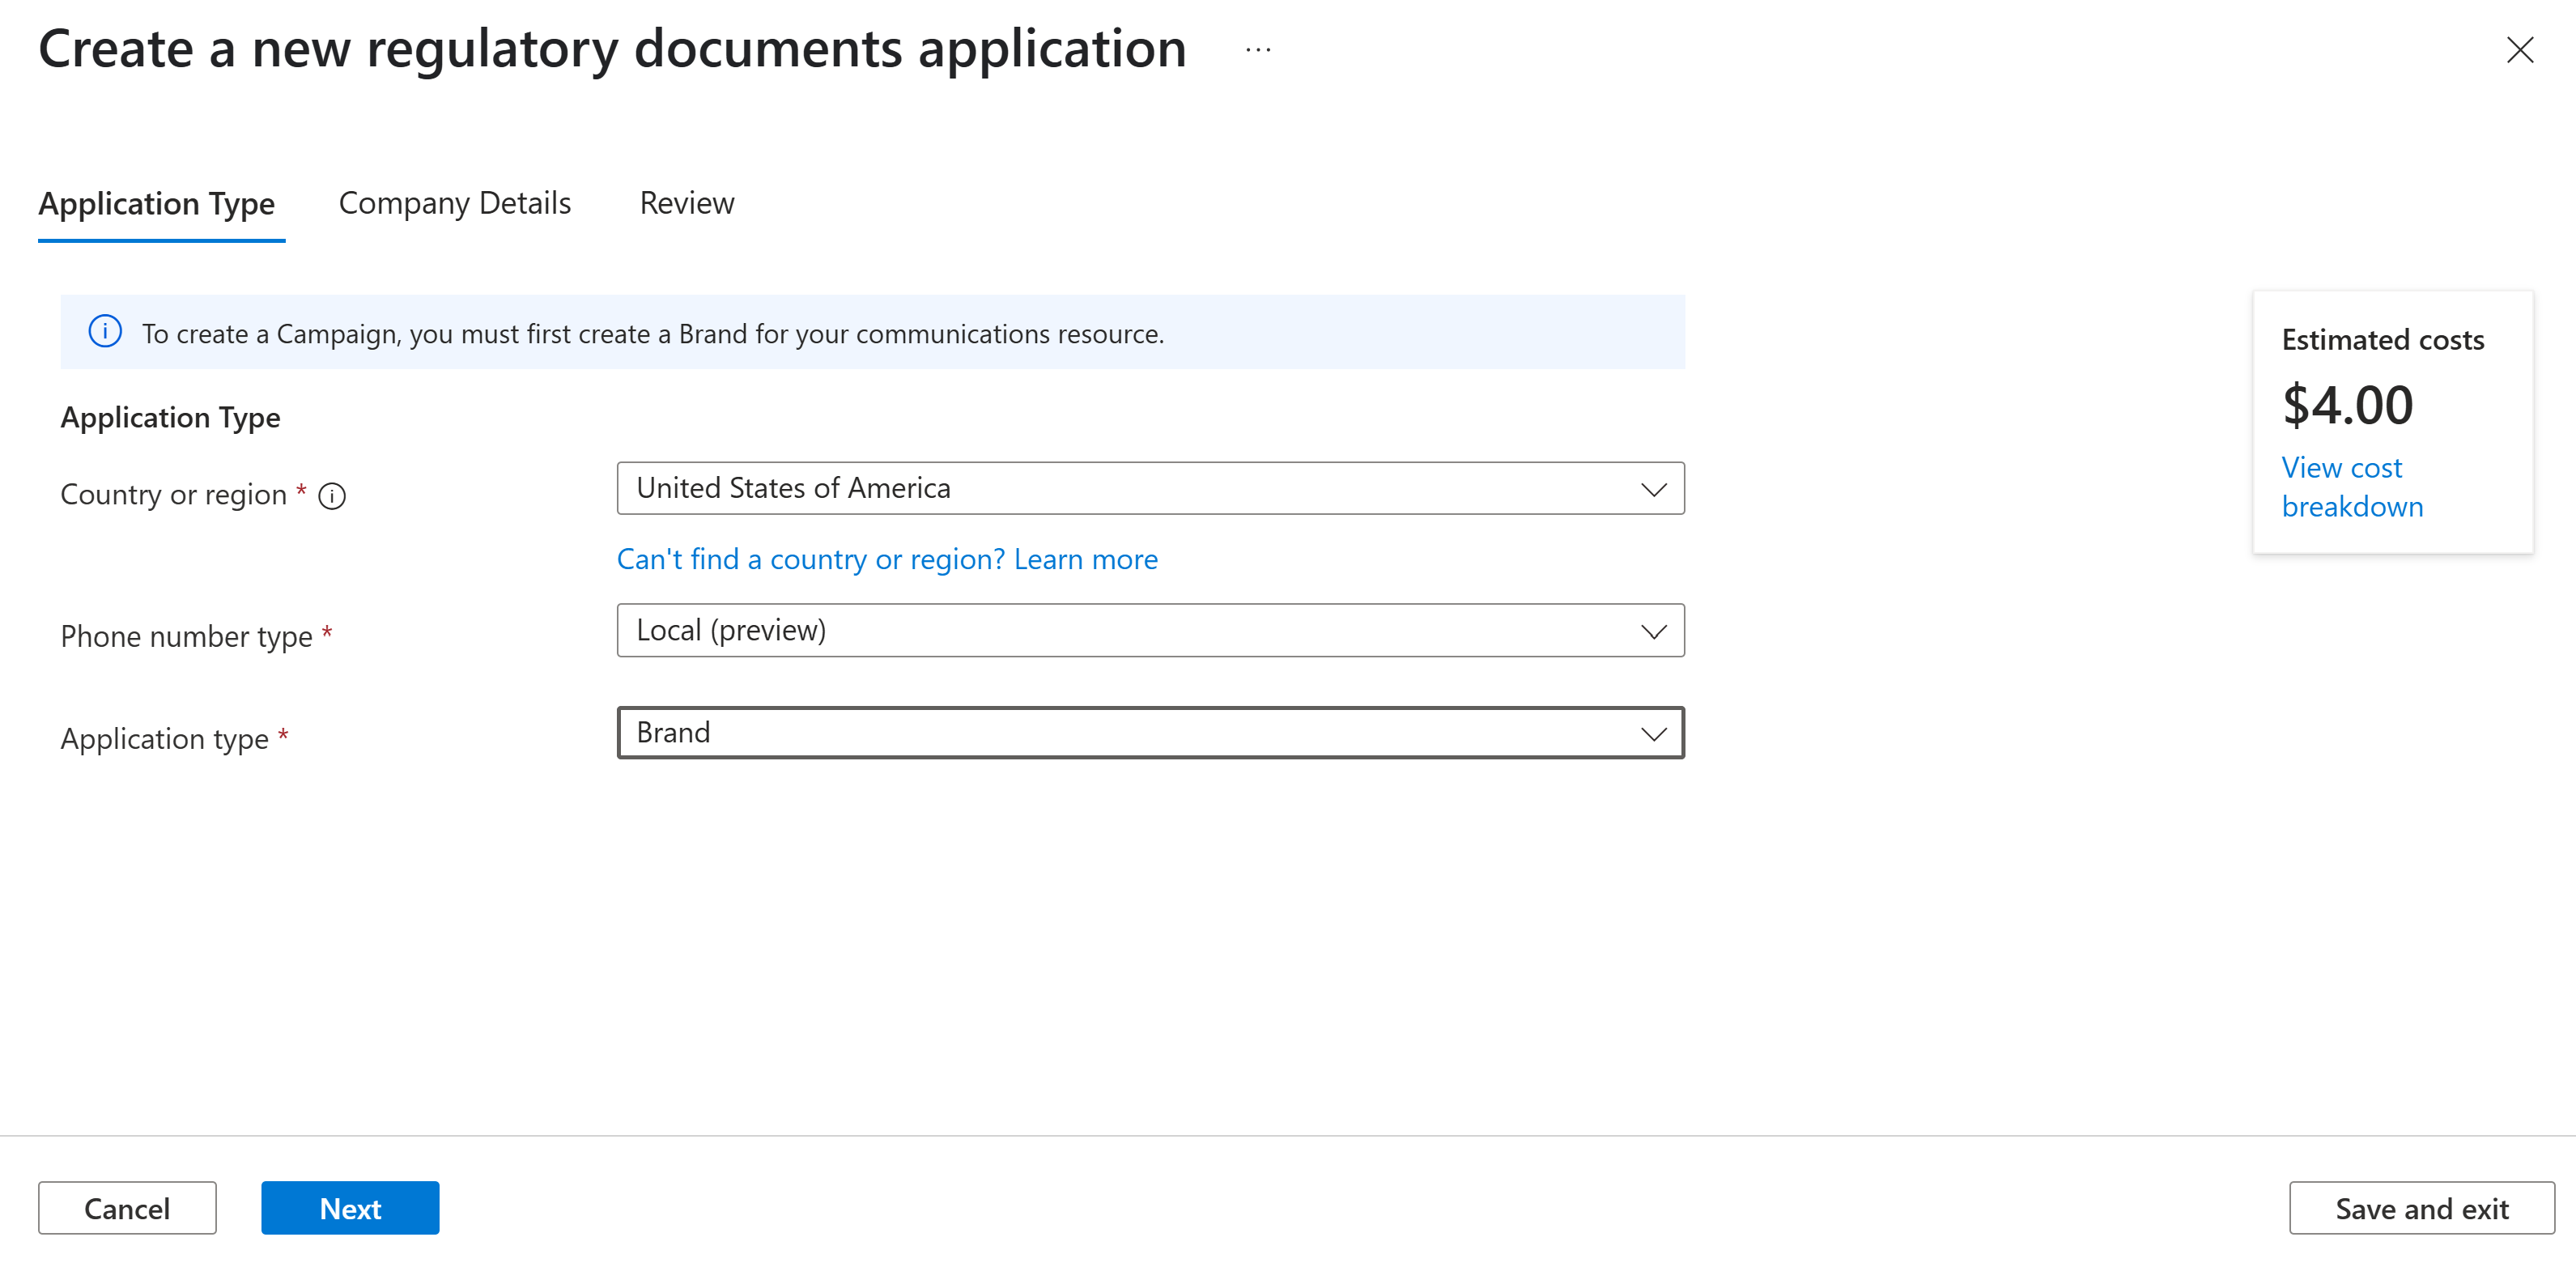 Create a new regulatory documents application ...
Application Type
Company Details
Review
To create a Campaign, you must first create a Brand for your communications resource.
Application Type
Country or region *
United States of America
Can't find a country or region? Learn more
Phone number type *
Local (preview)
Application type *
Brand
Estimated costs
$4.00
View cost
breakdown
Cancel
Next
Save and exit